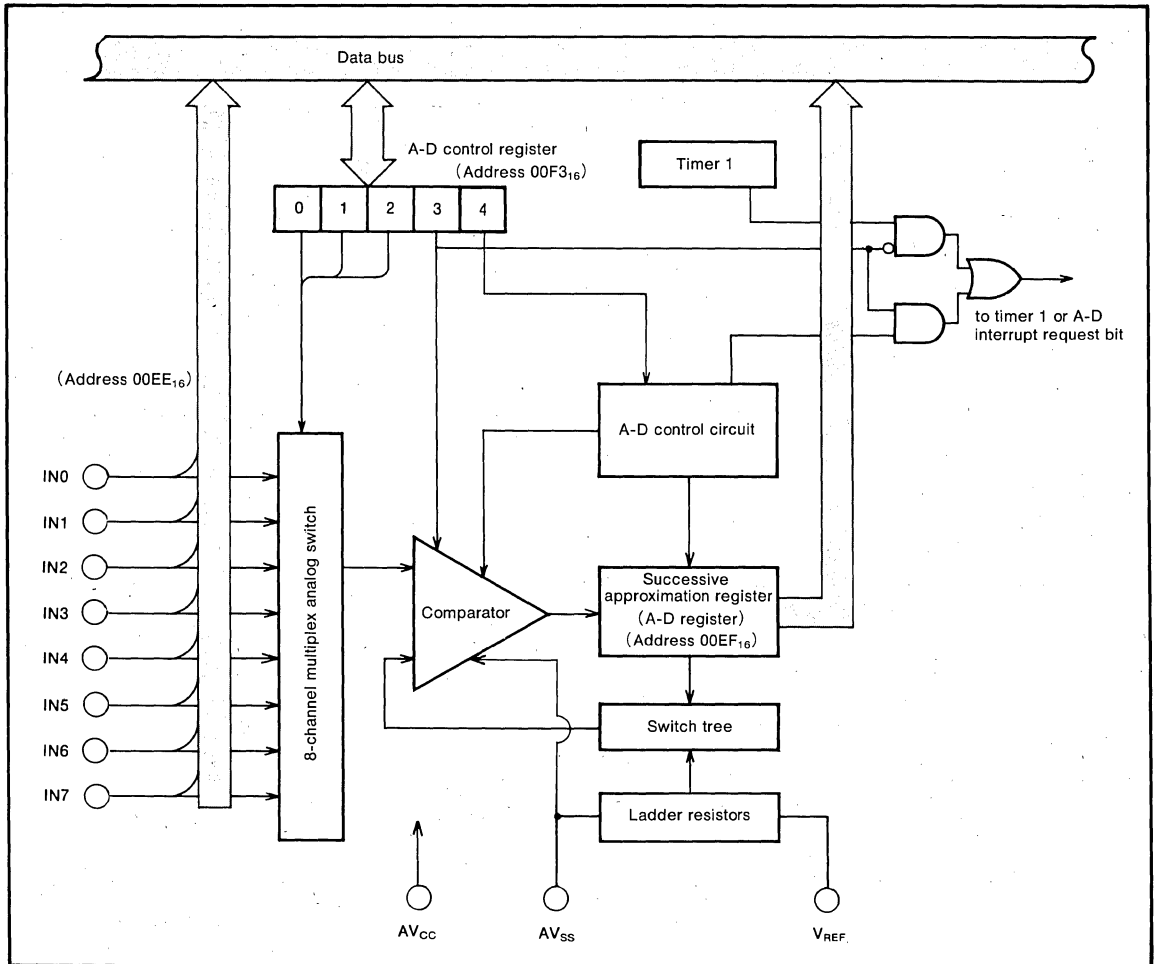 Data bus
A-D control register
(Address 00F3₁₆)
Timer 1
0 1 2 3 4
to timer 1 or A-D
interrupt request bit
(Address 00EE₁₆)
A-D control circuit
IN0
IN1
IN2
IN3
IN4
IN5
IN6
IN7
8-channel multiplex analog switch
Comparator
Successive
approximation register
(A-D register)
(Address 00EF₁₆)
Switch tree
Ladder resistors
AVCC
AVSS
VREF